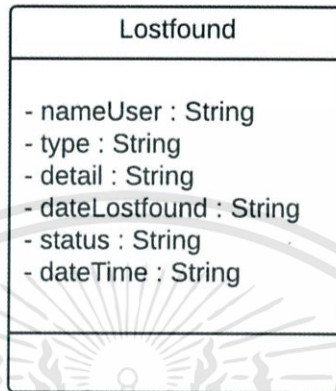 Lostfound
- nameUser : String
- type : String
- detail : String
- dateLostfound : String
- status : String
- dateTime : String